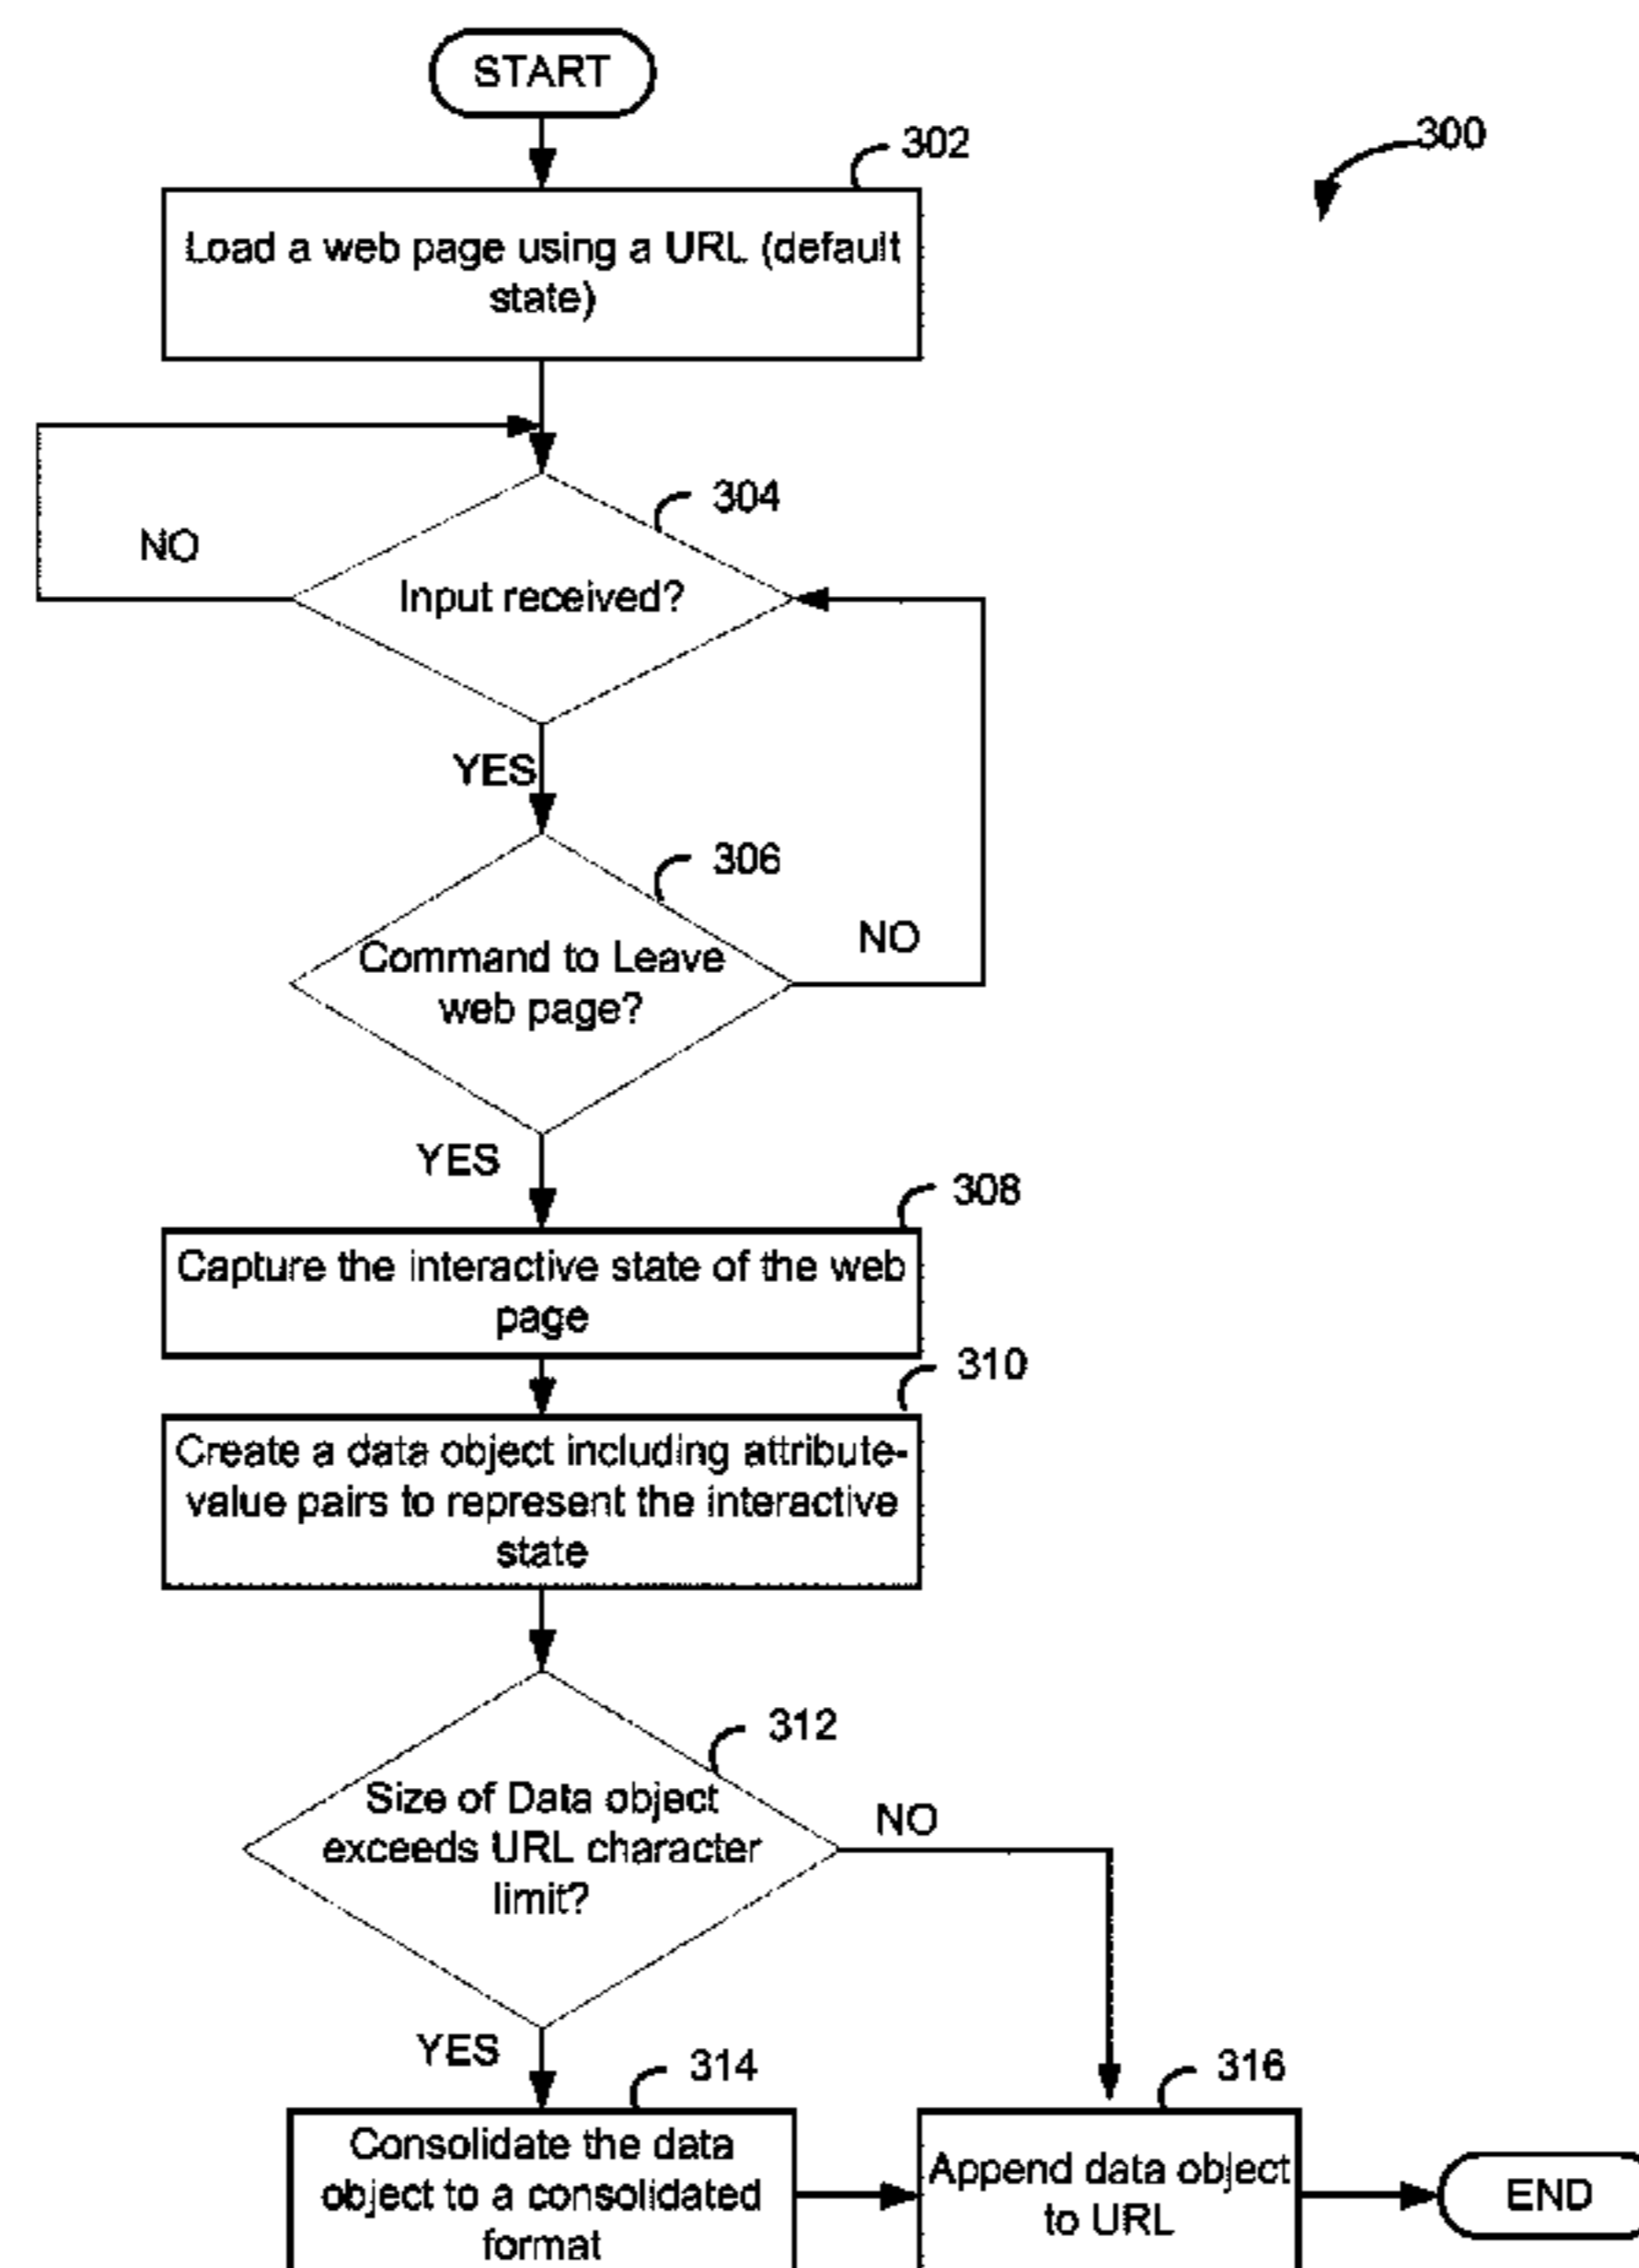 START
302
300
Load a web page using a URL (default
state)
304
NO
Input received?
YES
306
Command to Leave
web page?
NO
YES
308
Capture the interactive state of the web
page
310
Create a data object including attribute-
value pairs to represent the interactive
state
312
Size of Data object
exceeds URL character
limit?
NO
YES
314
316
Consolidate the data
object to a consolidated
format
Append data object
to URL
END